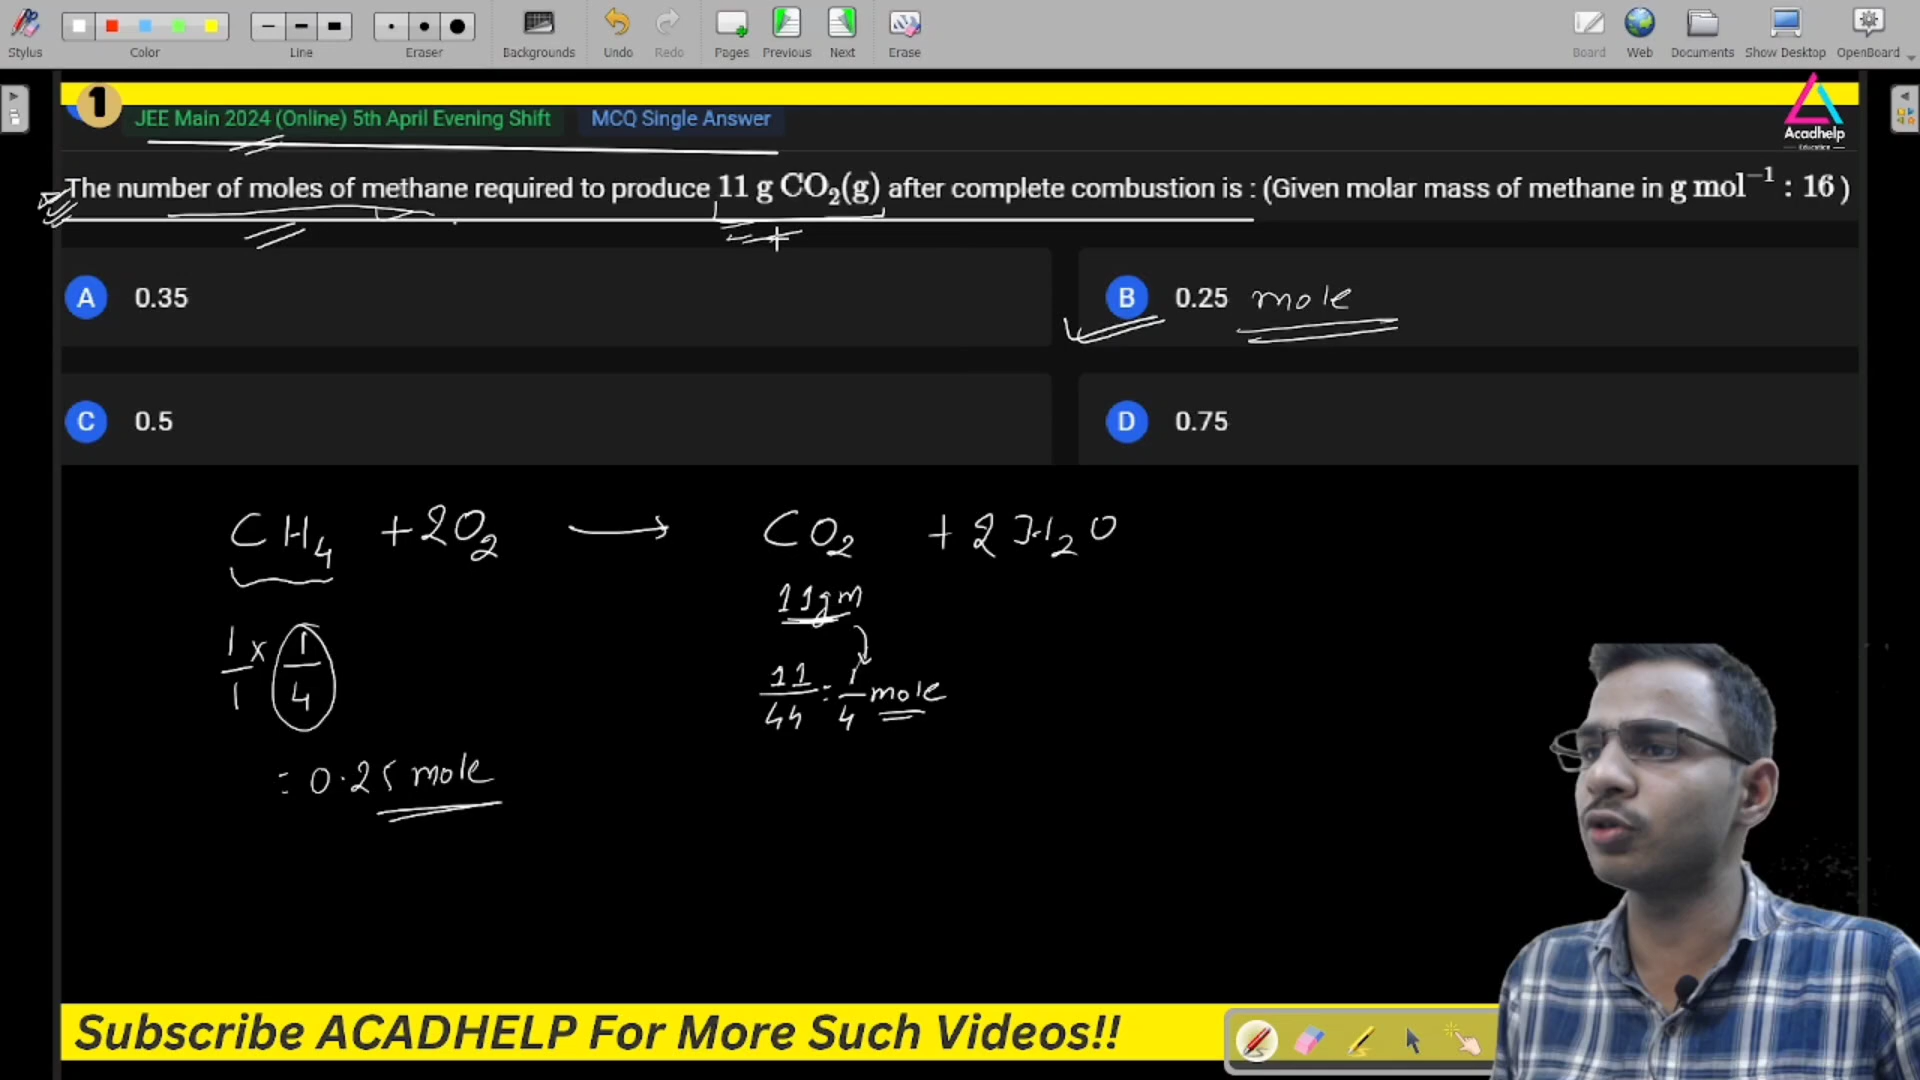 Stylus Color Line Eraser Backgrounds Undo Redo Pages Previous Next Erase Board Web Documents Show Desktop OpenBoard
1
JEE Main 2024 (Online) 5th April Evening Shift MCQ Single Answer
Acadhelp
Education
The number of moles of methane required to produce 11 g CO₂(g) after complete combustion is : (Given molar mass of methane in g mol⁻¹ : 16 )
A 0.35
B 0.25 mole
C 0.5
D 0.75
CH₄ + 2O₂ ⟶ CO₂ + 2H₂O
11gm
1/1 × 1/4
11/44 = 1/4 mole
= 0.25 mole
Subscribe ACADHELP For More Such Videos!!